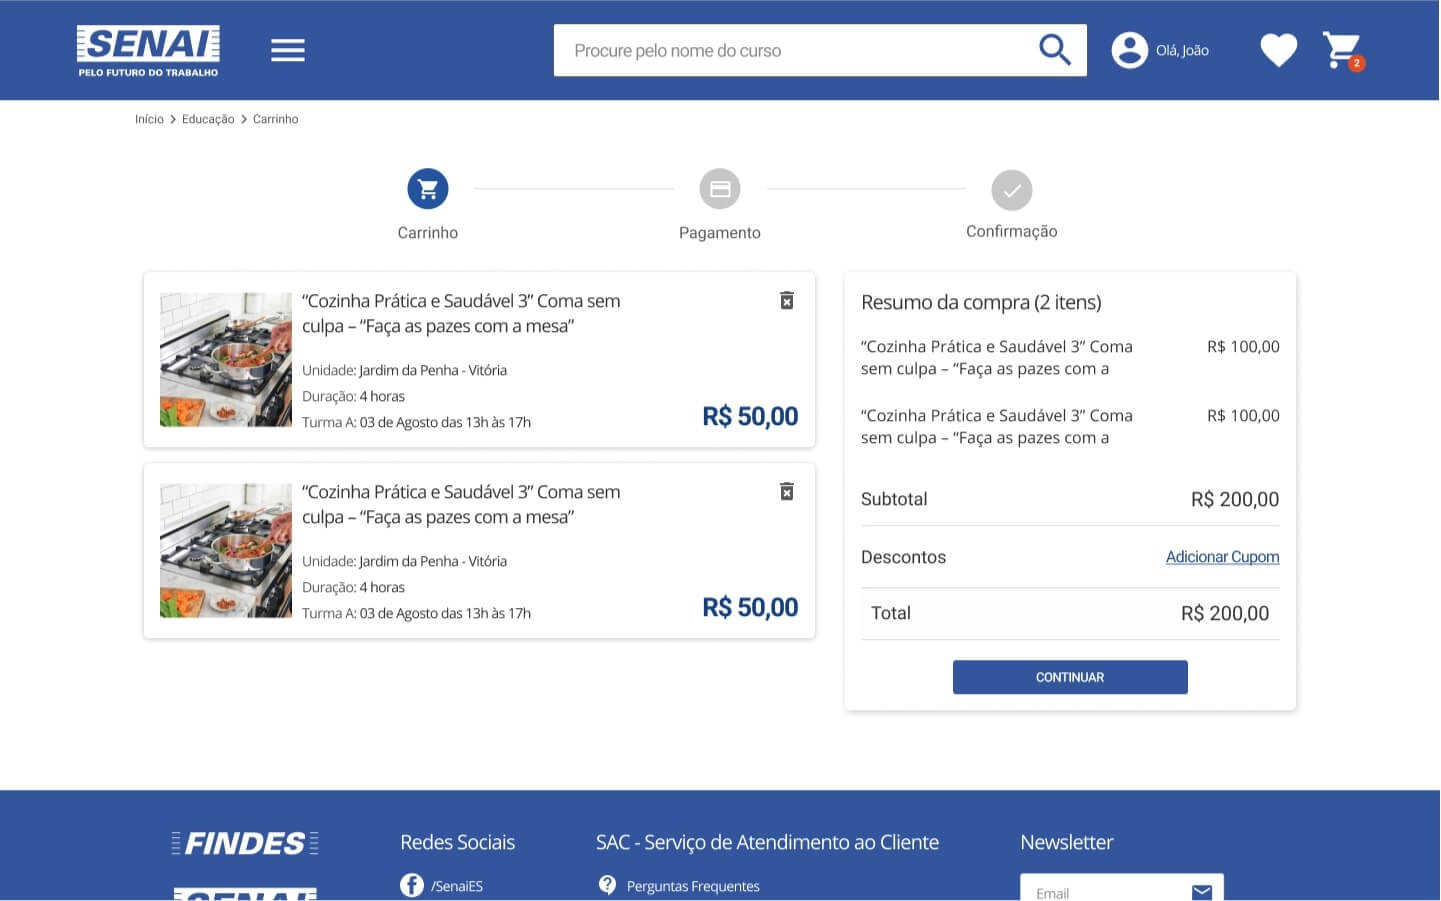 SENAI
PELO FUTURO DO TRABALHO
Procure pelo nome do curso
Olá, João
2
Início > Educação > Carrinho
Carrinho
Pagamento
Confirmação
“Cozinha Prática e Saudável 3” Coma sem
culpa – “Faça as pazes com a mesa”
Unidade: Jardim da Penha - Vitória
Duração: 4 horas
Turma A: 03 de Agosto das 13h às 17h
R$ 50,00
“Cozinha Prática e Saudável 3” Coma sem
culpa – “Faça as pazes com a mesa”
Unidade: Jardim da Penha - Vitória
Duração: 4 horas
Turma A: 03 de Agosto das 13h às 17h
R$ 50,00
Resumo da compra (2 itens)
“Cozinha Prática e Saudável 3” Coma R$ 100,00
sem culpa – “Faça as pazes com a
“Cozinha Prática e Saudável 3” Coma R$ 100,00
sem culpa – “Faça as pazes com a
Subtotal R$ 200,00
Descontos Adicionar Cupom
Total R$ 200,00
CONTINUAR
FINDES
SENAI
Redes Sociais
/SenaiES
SAC - Serviço de Atendimento ao Cliente
Perguntas Frequentes
Newsletter
Email